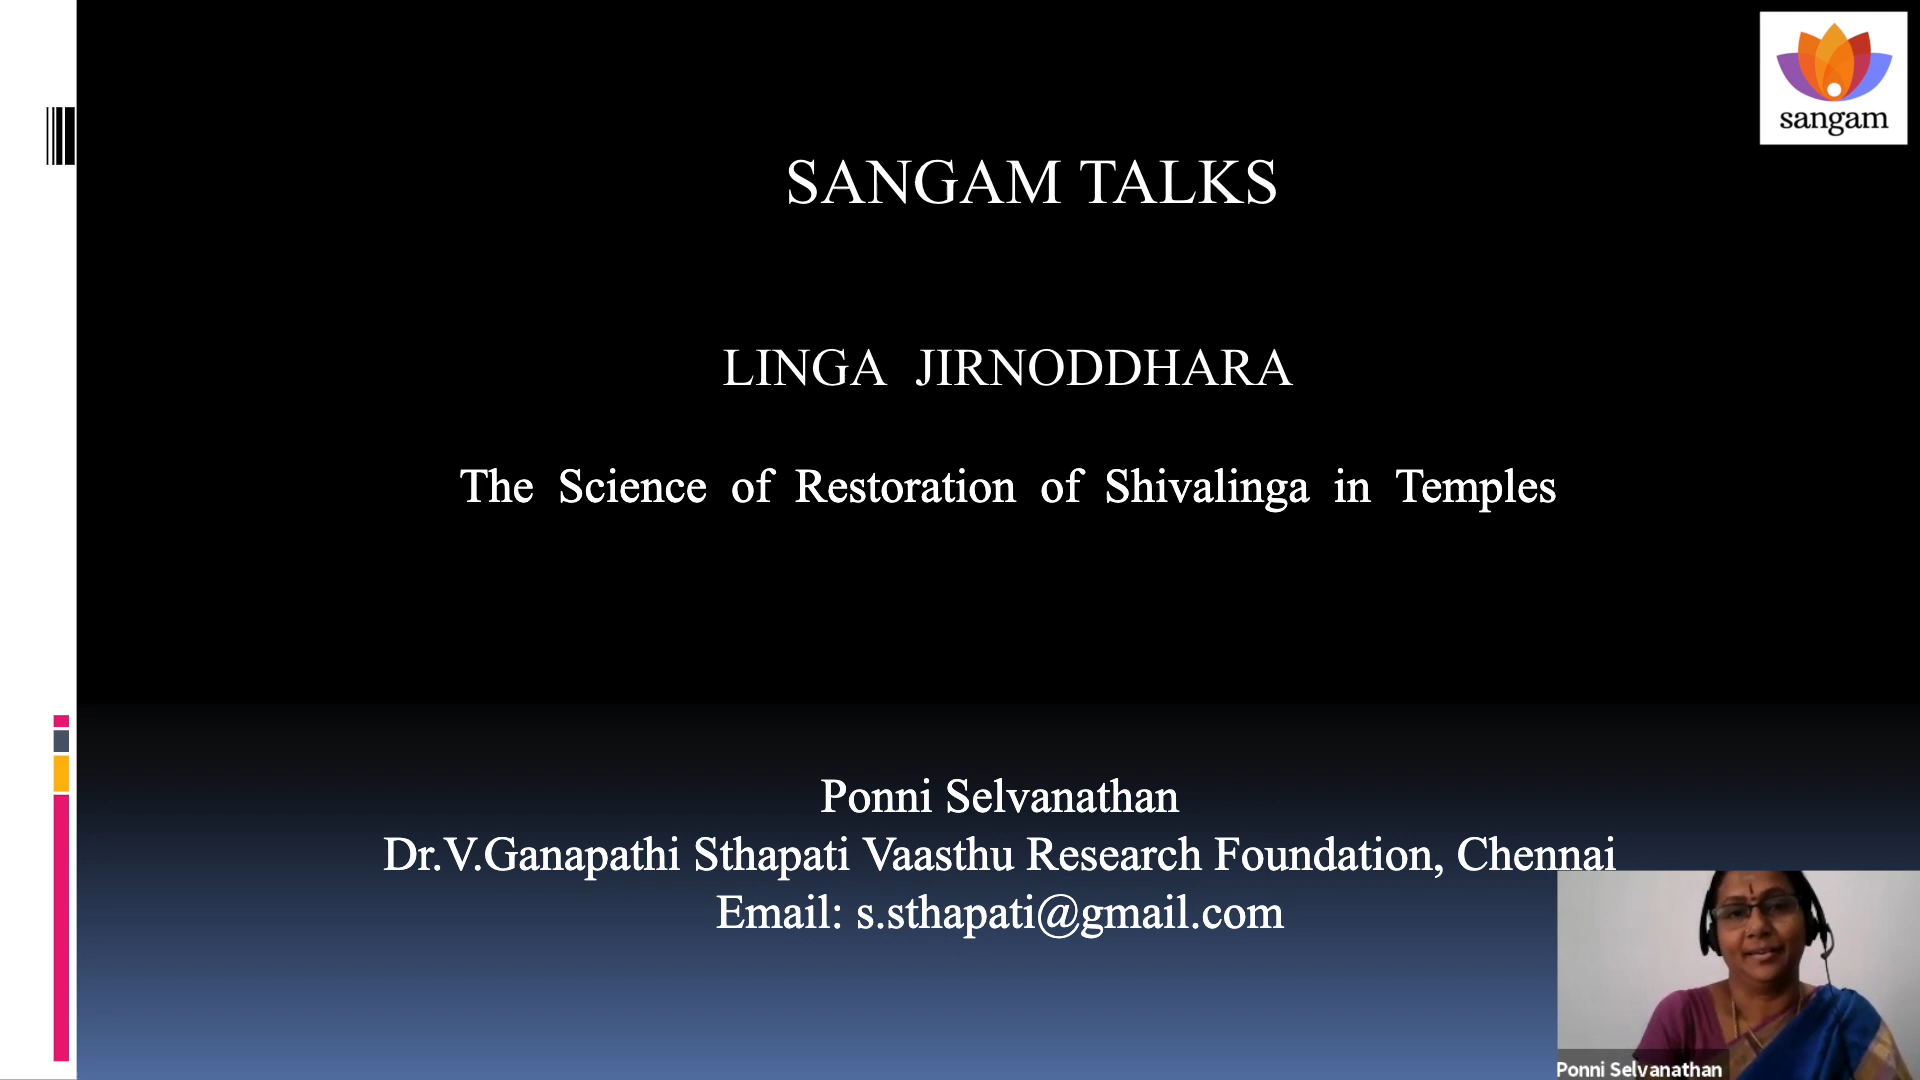 sangam
SANGAM TALKS
LINGA JIRNODDHARA
The Science of Restoration of Shivalinga in Temples
Ponni Selvanathan
Dr.V.Ganapathi Sthapati Vaasthu Research Foundation, Chennai
Email: s.sthapati@gmail.com
Ponni Selvanathan